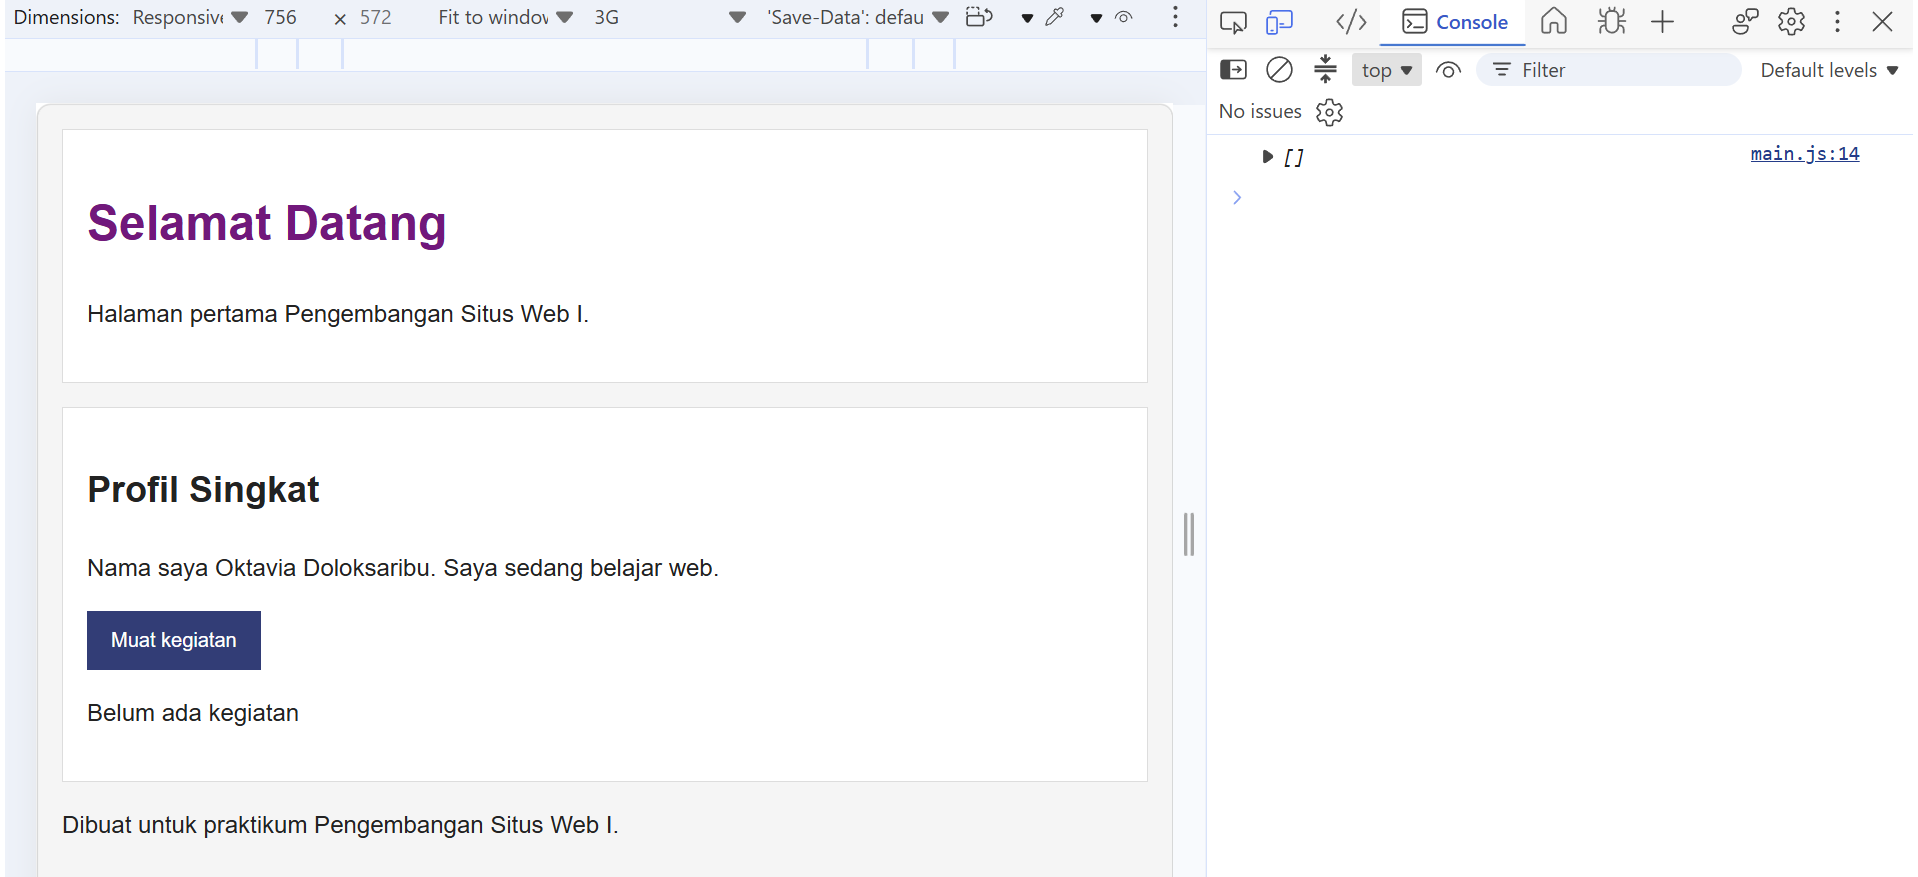 Dimensions: Responsive 756 × 572 Fit to window 3G 'Save-Data': defau
Console
top Filter Default levels
No issues
[] main.js:14
Selamat Datang
Halaman pertama Pengembangan Situs Web I.
Profil Singkat
Nama saya Oktavia Doloksaribu. Saya sedang belajar web.
Muat kegiatan
Belum ada kegiatan
Dibuat untuk praktikum Pengembangan Situs Web I.